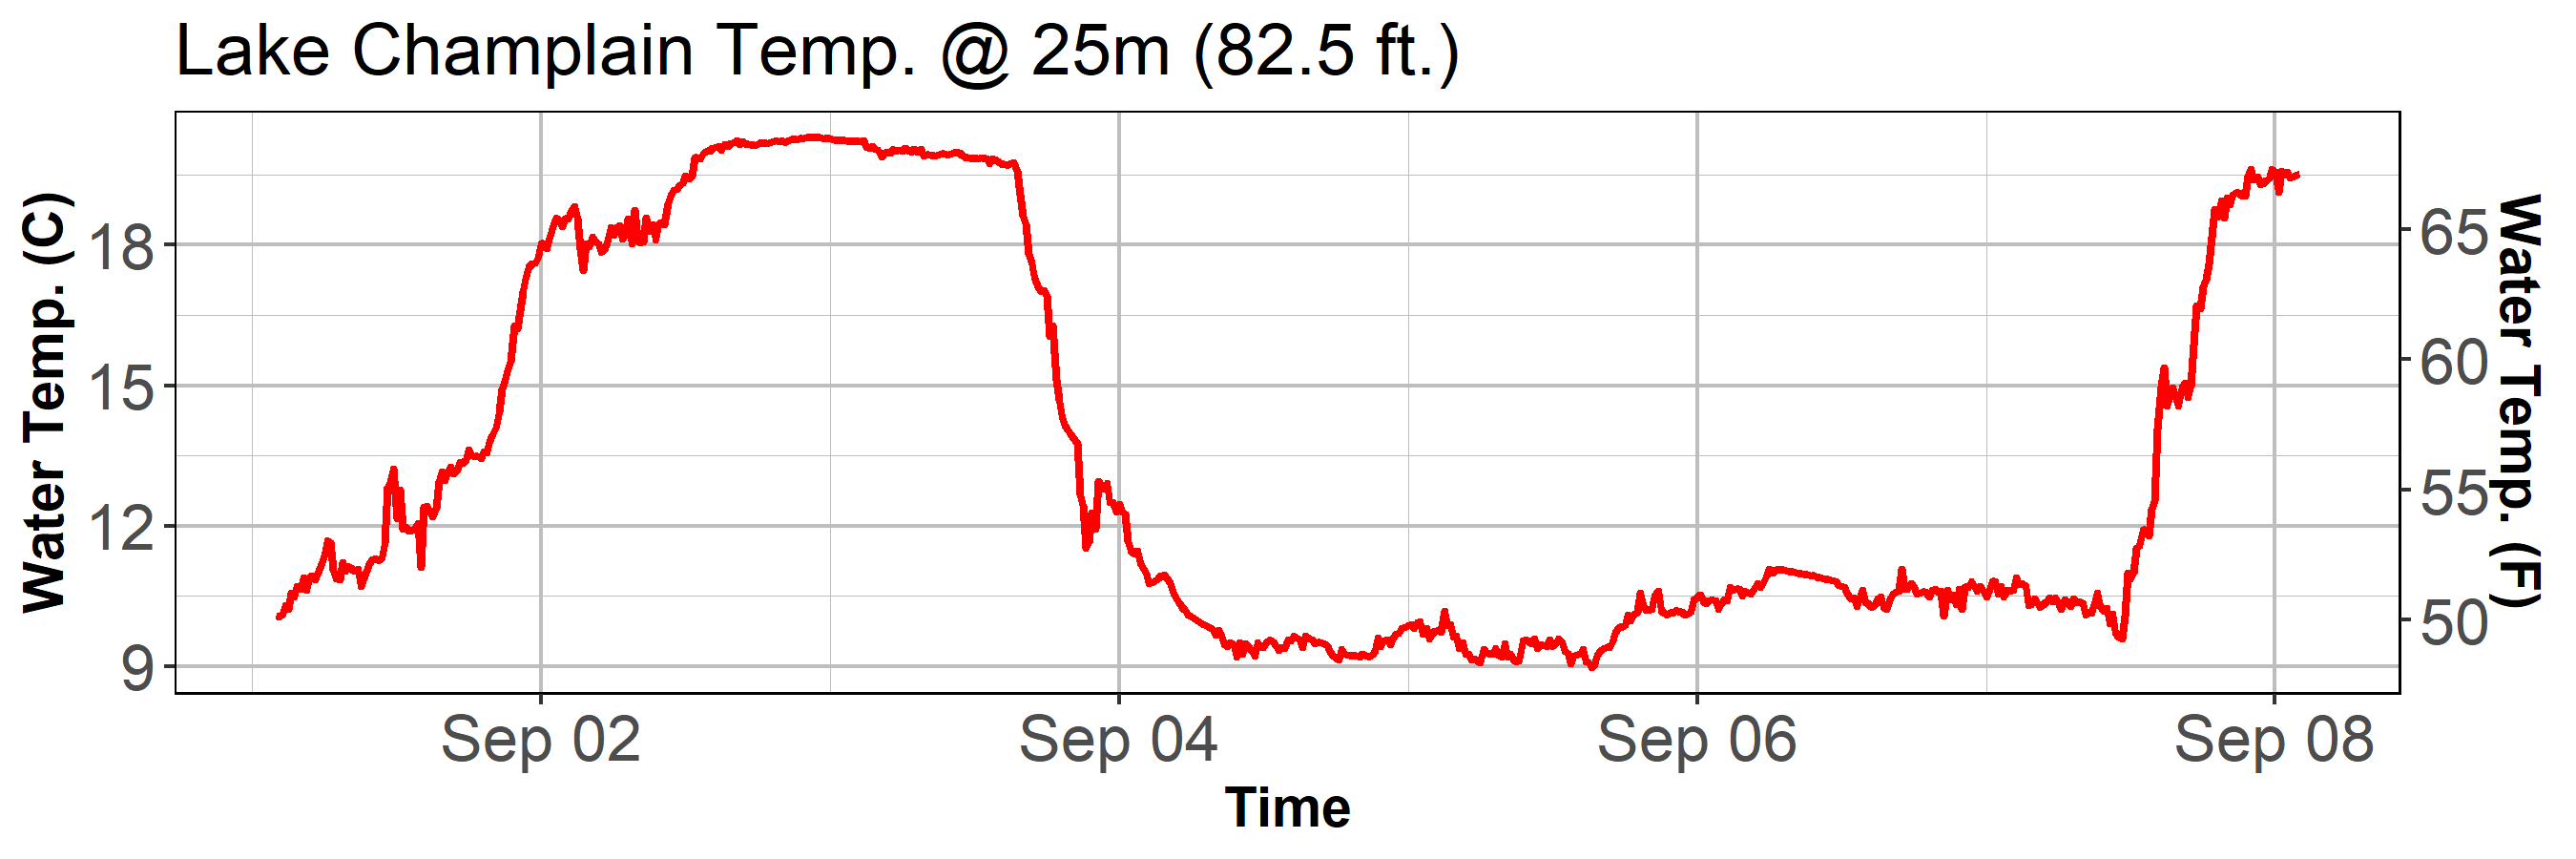 Lake Champlain Temp. @ 25m (82.5 ft.)
Water Temp. (C)
18
15
12
9
65
60
55
50
Water Temp. (F)
Sep 02
Sep 04
Sep 06
Sep 08
Time